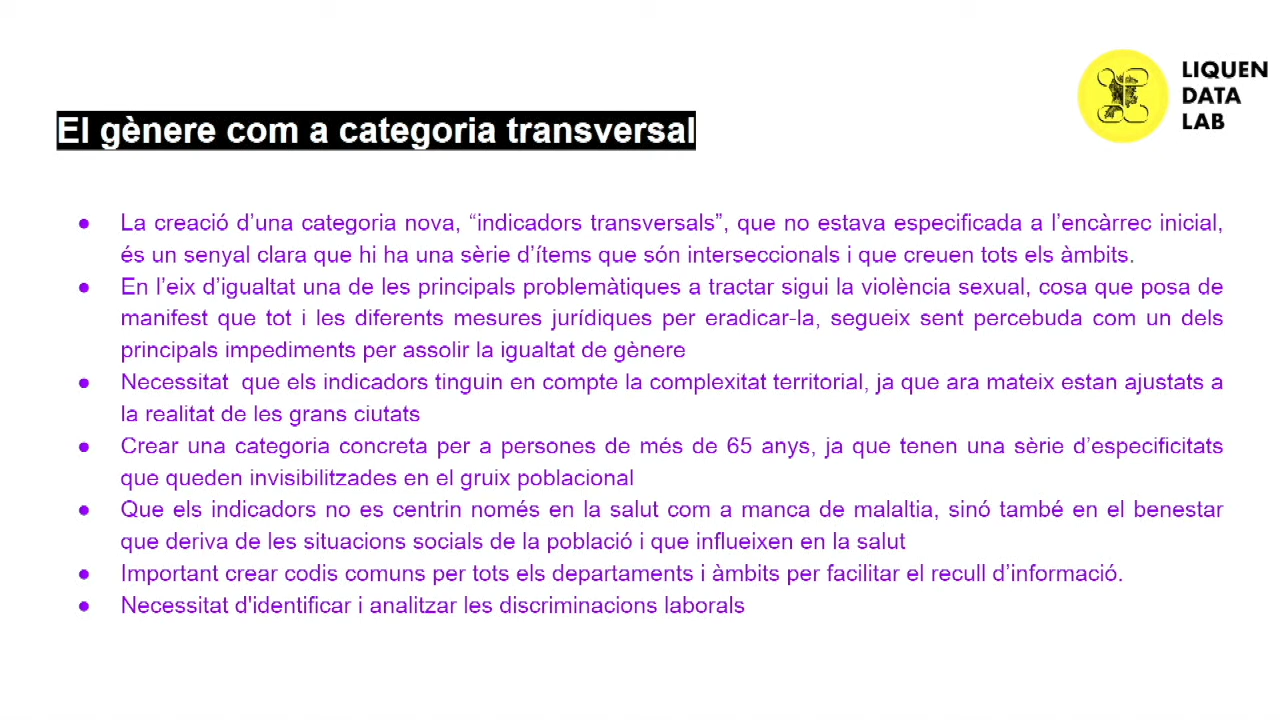 LIQUEN
DATA
LAB
El gènere com a categoria transversal
● La creació d’una categoria nova, “indicadors transversals”, que no estava especificada a l’encàrrec inicial,
és un senyal clara que hi ha una sèrie d’ítems que són interseccionals i que creuen tots els àmbits.
● En l’eix d’igualtat una de les principals problemàtiques a tractar sigui la violència sexual, cosa que posa de
manifest que tot i les diferents mesures jurídiques per eradicar-la, segueix sent percebuda com un dels
principals impediments per assolir la igualtat de gènere
● Necessitat que els indicadors tinguin en compte la complexitat territorial, ja que ara mateix estan ajustats a
la realitat de les grans ciutats
● Crear una categoria concreta per a persones de més de 65 anys, ja que tenen una sèrie d’especificitats
que queden invisibilitzades en el gruix poblacional
● Que els indicadors no es centrin només en la salut com a manca de malaltia, sinó també en el benestar
que deriva de les situacions socials de la població i que influeixen en la salut
● Important crear codis comuns per tots els departaments i àmbits per facilitar el recull d’informació.
● Necessitat d'identificar i analitzar les discriminacions laborals